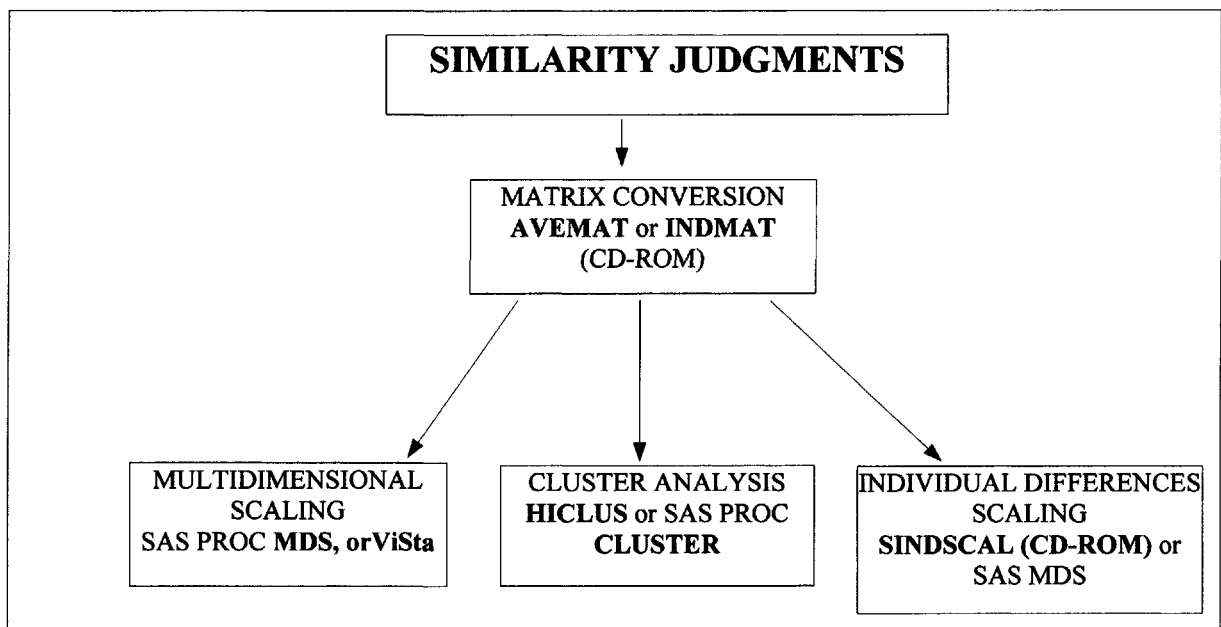 SIMILARITY JUDGMENTS
MATRIX CONVERSION
AVEMAT or INDMAT
(CD-ROM)
MULTIDIMENSIONAL
SCALING
SAS PROC MDS, orViSta
CLUSTER ANALYSIS
HICLUS or SAS PROC
CLUSTER
INDIVIDUAL DIFFERENCES
SCALING
SINDSCAL (CD-ROM) or
SAS MDS